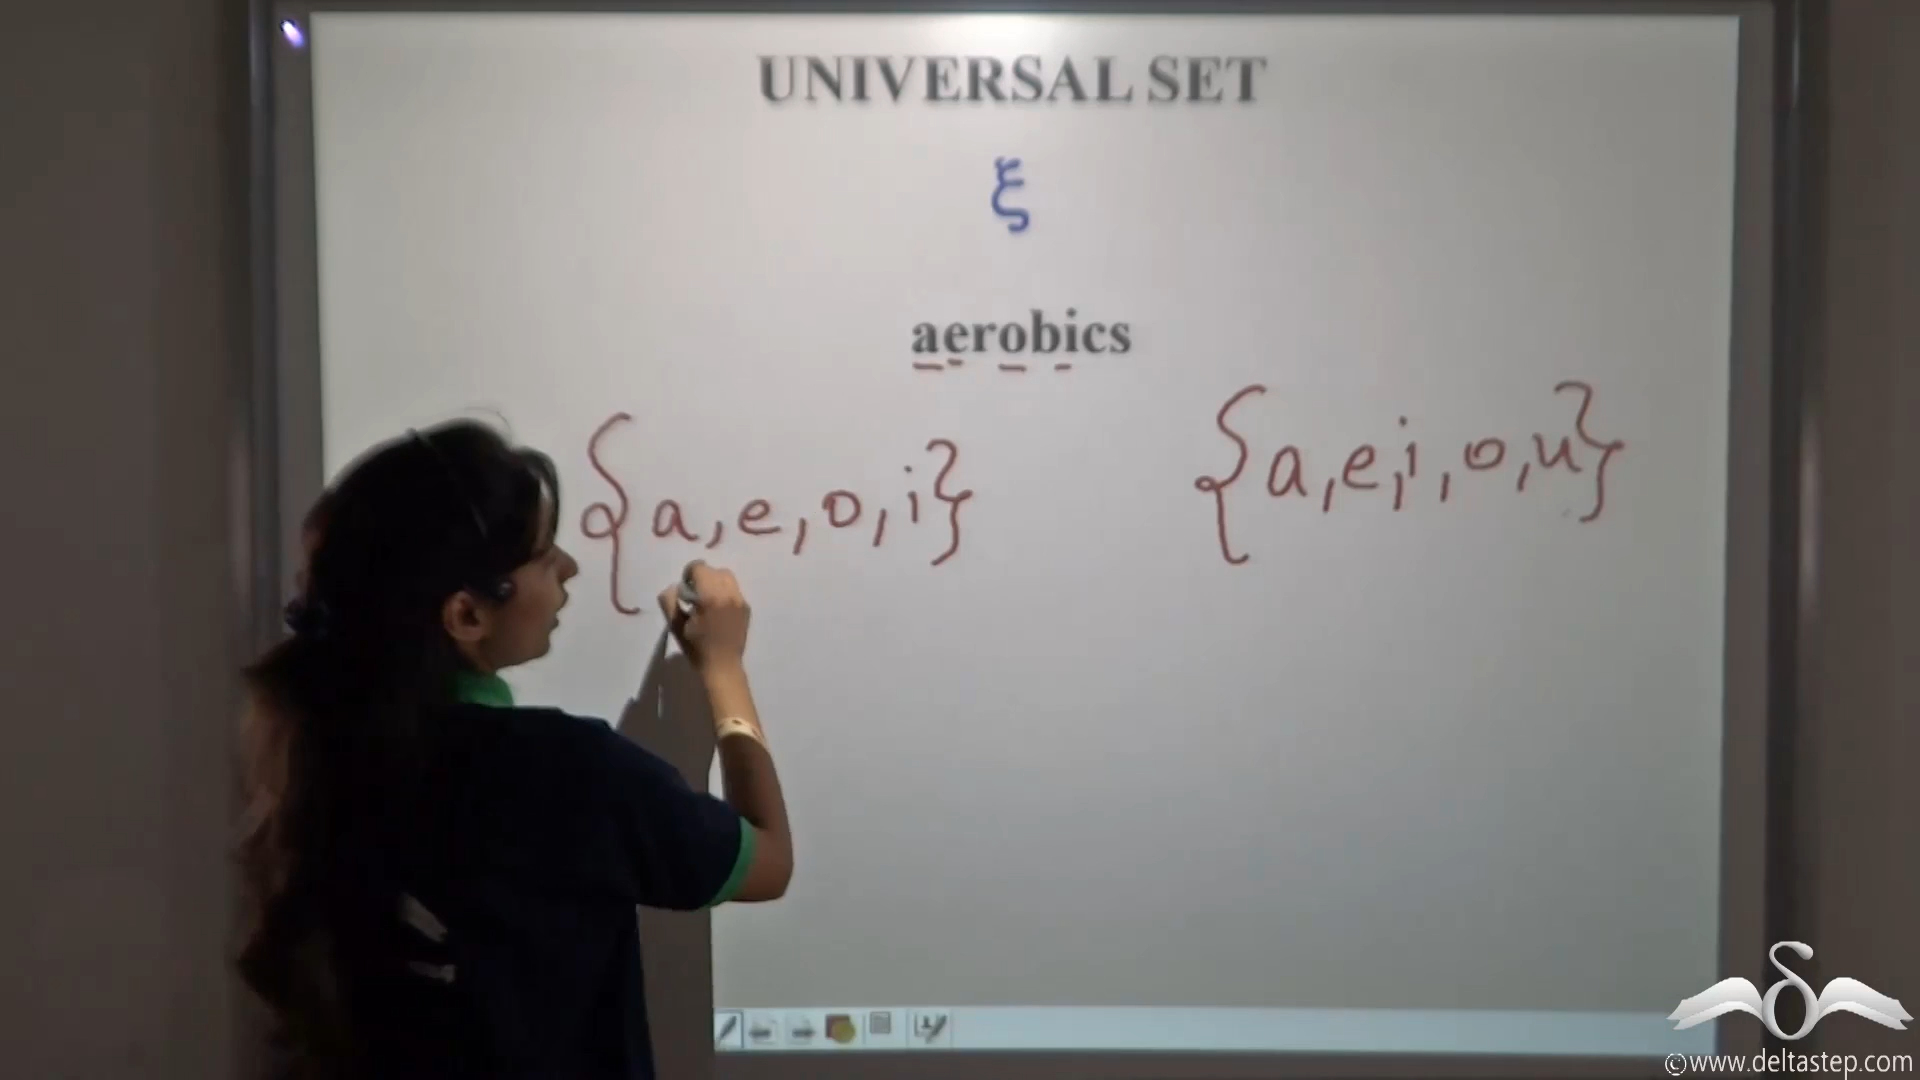 UNIVERSAL SET
ξ
aerobics
{a, e, o, i}
{a, e, i, o, u}
©www.deltastep.com